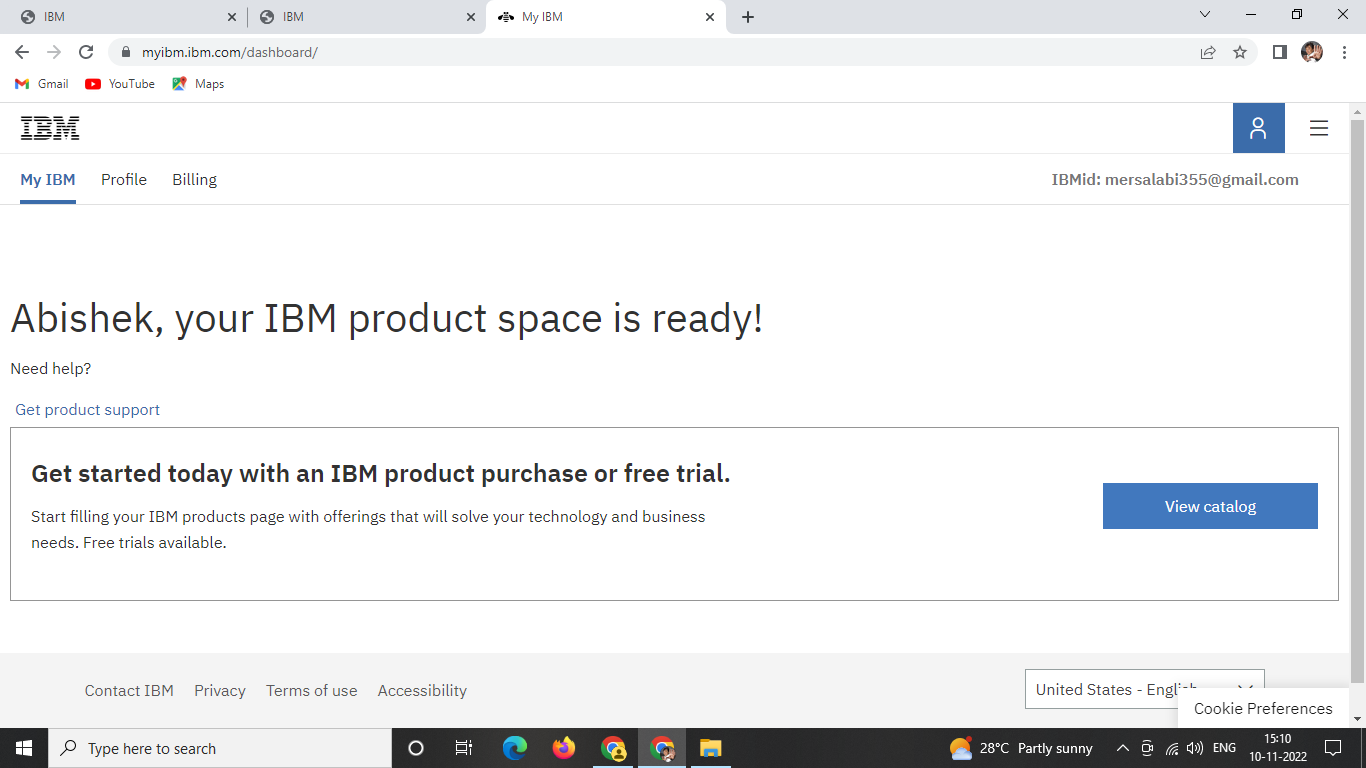 IBM
IBM
My IBM
myibm.ibm.com/dashboard/
Gmail YouTube Maps
IBM
My IBM Profile Billing IBMid: mersalabi355@gmail.com
Abishek, your IBM product space is ready!
Need help?
Get product support
Get started today with an IBM product purchase or free trial.
Start filling your IBM products page with offerings that will solve your technology and business
needs. Free trials available.
View catalog
Contact IBM Privacy Terms of use Accessibility
United States - English
Cookie Preferences
Type here to search
28°C Partly sunny
ENG
15:10
10-11-2022